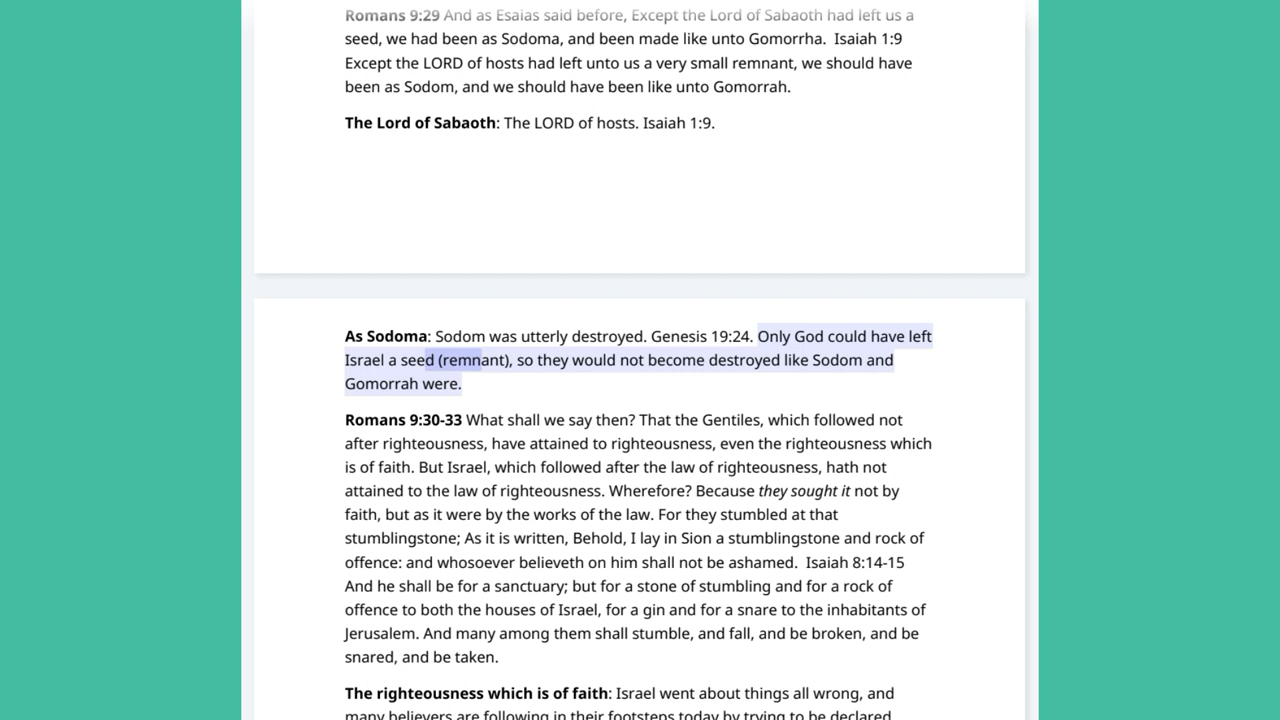 Romans 9:29 And as Esaias said before, Except the Lord of Sabaoth had left us a
seed, we had been as Sodoma, and been made like unto Gomorrha.  Isaiah 1:9
Except the LORD of hosts had left unto us a very small remnant, we should have
been as Sodom, and we should have been like unto Gomorrah.
The Lord of Sabaoth: The LORD of hosts. Isaiah 1:9.
As Sodoma: Sodom was utterly destroyed. Genesis 19:24. Only God could have left
Israel a seed (remnant), so they would not become destroyed like Sodom and
Gomorrah were.
Romans 9:30-33 What shall we say then? That the Gentiles, which followed not
after righteousness, have attained to righteousness, even the righteousness which
is of faith. But Israel, which followed after the law of righteousness, hath not
attained to the law of righteousness. Wherefore? Because they sought it not by
faith, but as it were by the works of the law. For they stumbled at that
stumblingstone; As it is written, Behold, I lay in Sion a stumblingstone and rock of
offence: and whosoever believeth on him shall not be ashamed.  Isaiah 8:14-15
And he shall be for a sanctuary; but for a stone of stumbling and for a rock of
offence to both the houses of Israel, for a gin and for a snare to the inhabitants of
Jerusalem. And many among them shall stumble, and fall, and be broken, and be
snared, and be taken.
The righteousness which is of faith: Israel went about things all wrong, and
many believers are following in their footsteps today by trying to be declared